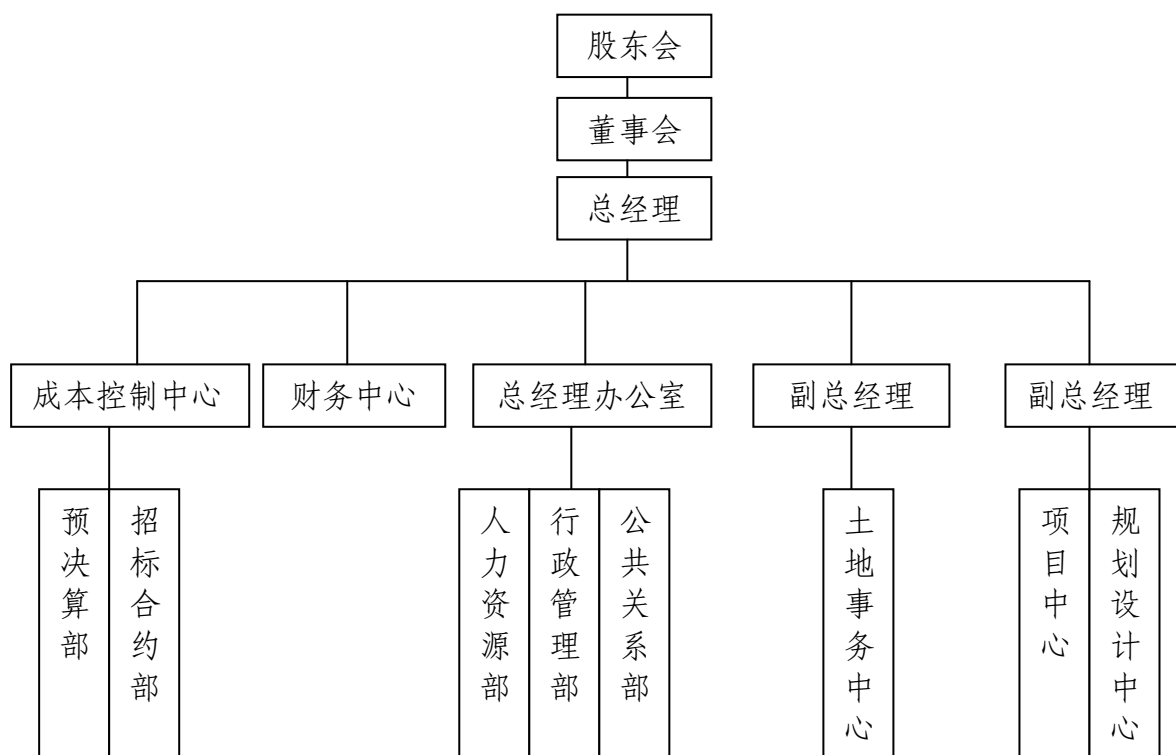 股东会
董事会
总经理
成本控制中心
财务中心
总经理办公室
副总经理
副总经理
预决算部
招标合约部
人力资源部
行政管理部
公共关系部
土地事务中心
项目中心
规划设计中心